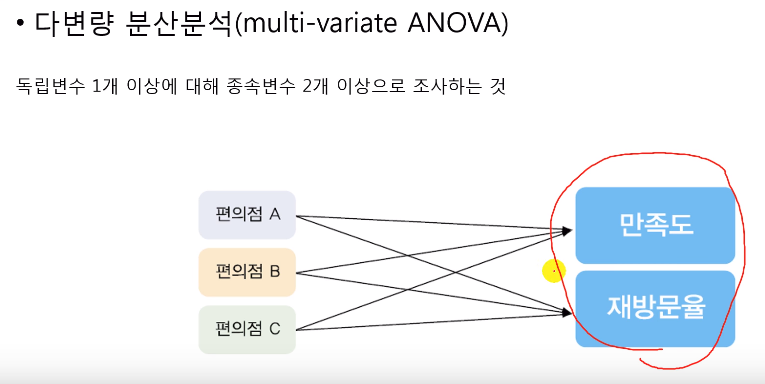 • 다변량 분산분석(multi-variate ANOVA)
독립변수 1개 이상에 대해 종속변수 2개 이상으로 조사하는 것
편의점 A
만족도
편의점 B
재방문율
편의점 C